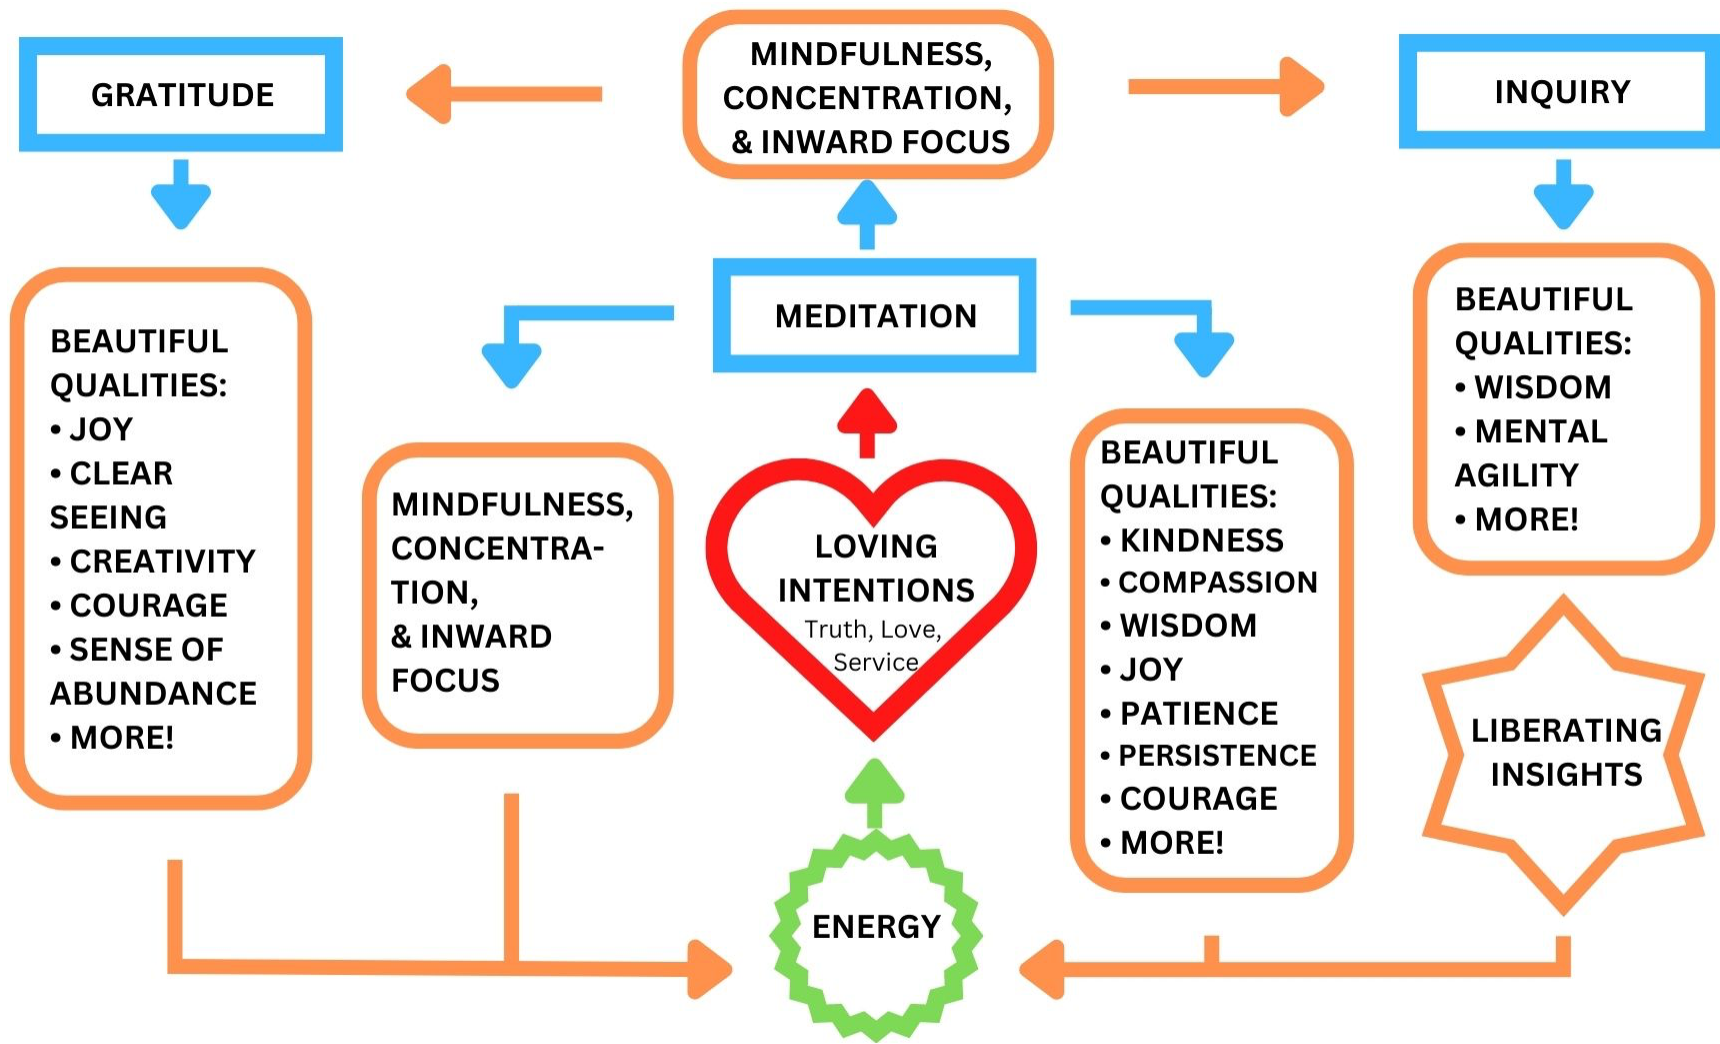 GRATITUDE
MINDFULNESS,
CONCENTRATION,
& INWARD FOCUS
INQUIRY
MEDITATION
BEAUTIFUL
QUALITIES:
• JOY
• CLEAR
SEEING
• CREATIVITY
• COURAGE
• SENSE OF
ABUNDANCE
• MORE!
MINDFULNESS,
CONCENTRA-
TION,
& INWARD
FOCUS
LOVING
INTENTIONS
Truth, Love,
Service
BEAUTIFUL
QUALITIES:
• KINDNESS
• COMPASSION
• WISDOM
• JOY
• PATIENCE
• PERSISTENCE
• COURAGE
• MORE!
BEAUTIFUL
QUALITIES:
• WISDOM
• MENTAL
AGILITY
• MORE!
LIBERATING
INSIGHTS
ENERGY